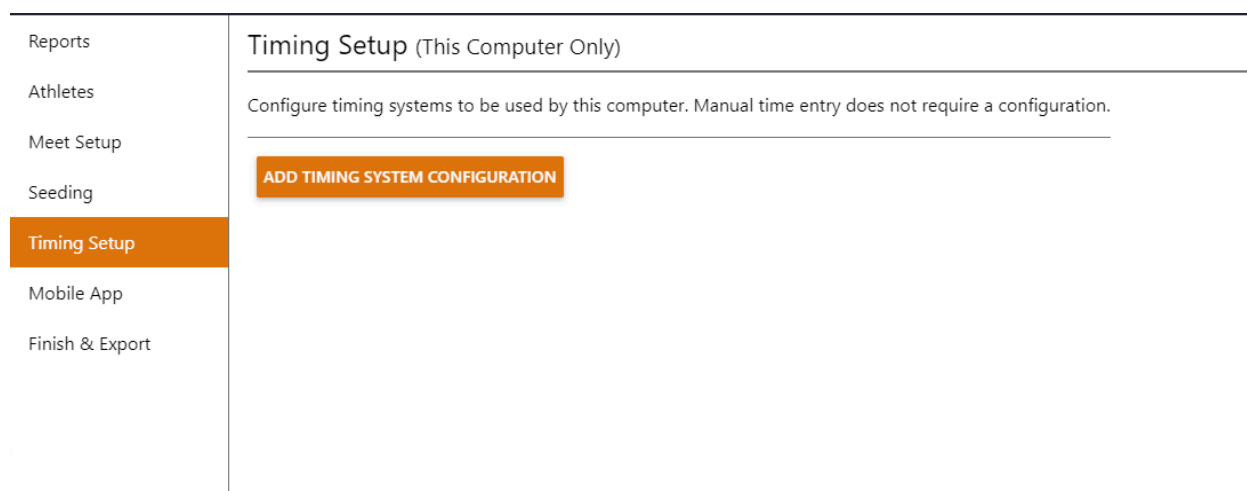 Reports
Athletes
Meet Setup
Seeding
Timing Setup
Mobile App
Finish & Export
Timing Setup (This Computer Only)
Configure timing systems to be used by this computer. Manual time entry does not require a configuration.
ADD TIMING SYSTEM CONFIGURATION